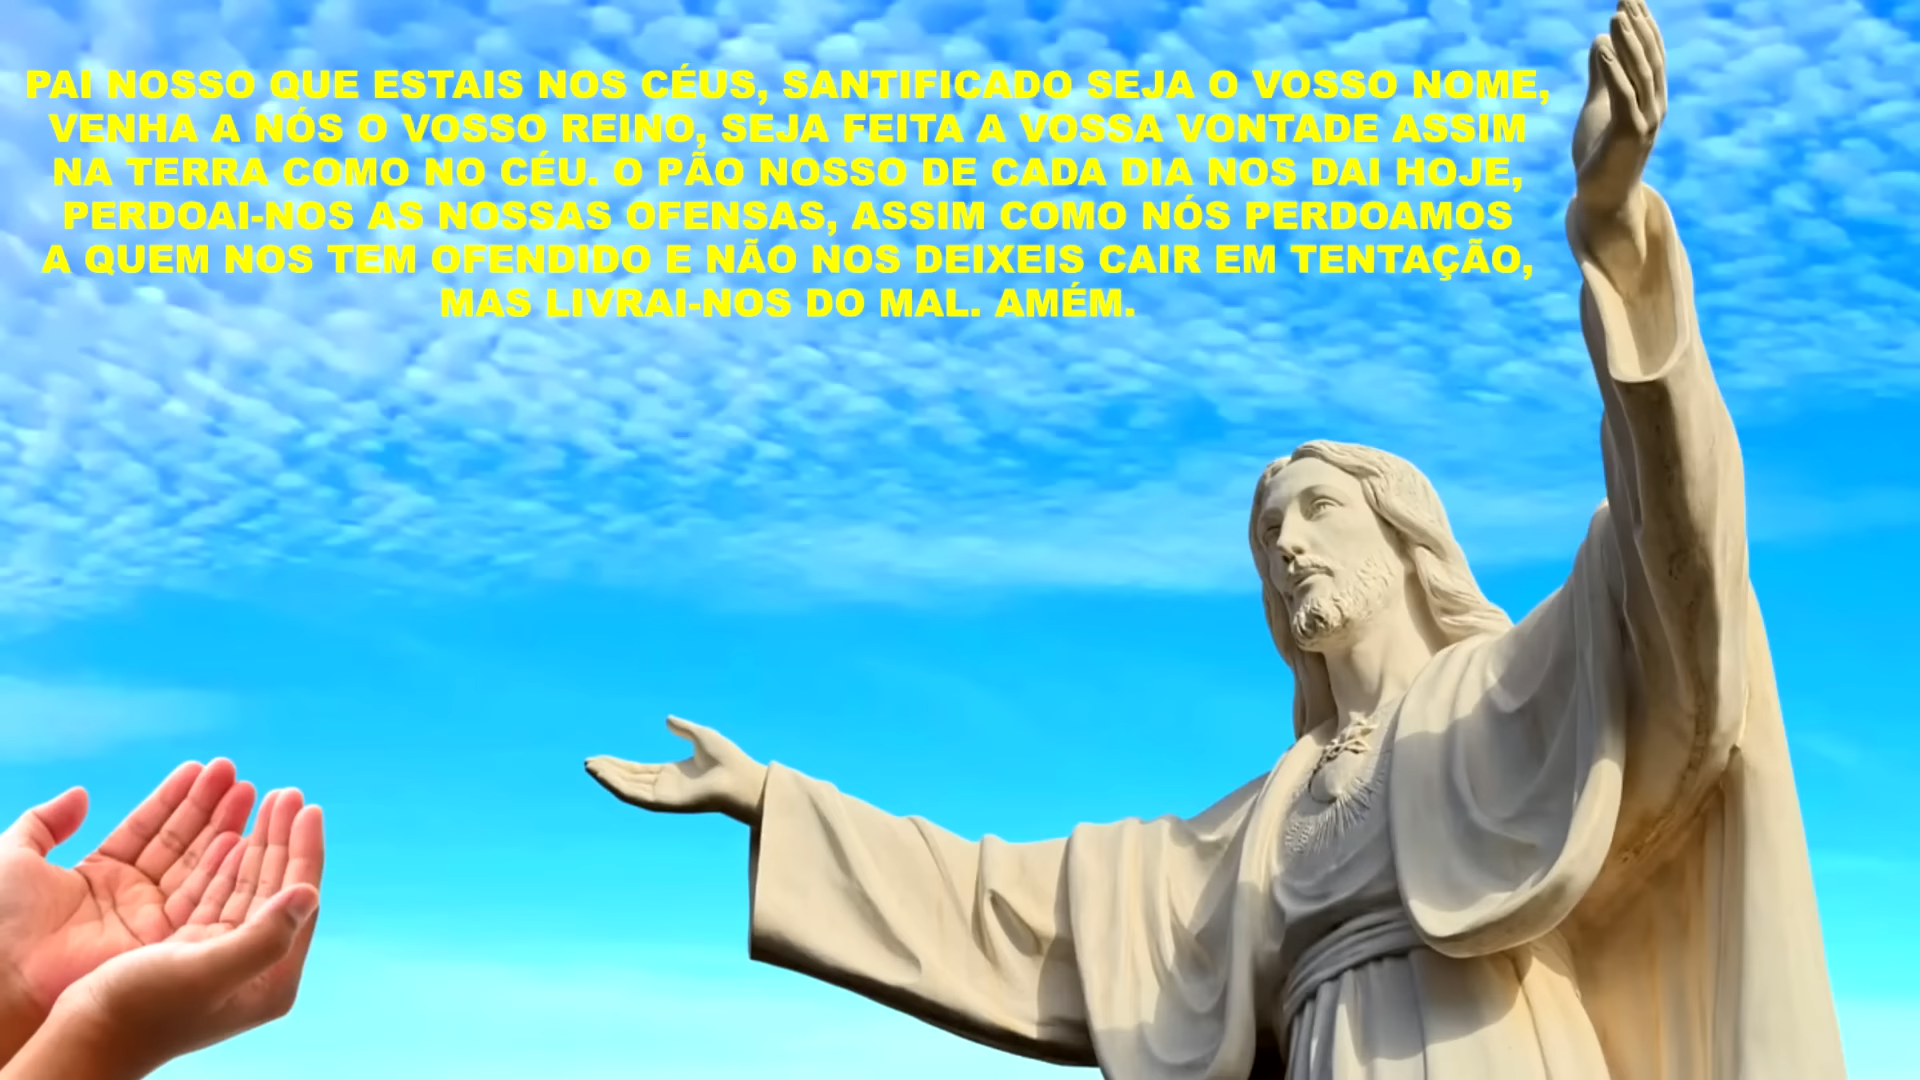 PAI NOSSO QUE ESTAIS NOS CÉUS, SANTIFICADO SEJA O VOSSO NOME,
VENHA A NÓS O VOSSO REINO, SEJA FEITA A VOSSA VONTADE ASSIM
NA TERRA COMO NO CÉU. O PÃO NOSSO DE CADA DIA NOS DAI HOJE,
PERDOAI-NOS AS NOSSAS OFENSAS, ASSIM COMO NÓS PERDOAMOS
A QUEM NOS TEM OFENDIDO E NÃO NOS DEIXEIS CAIR EM TENTAÇÃO,
MAS LIVRAI-NOS DO MAL. AMÉM.